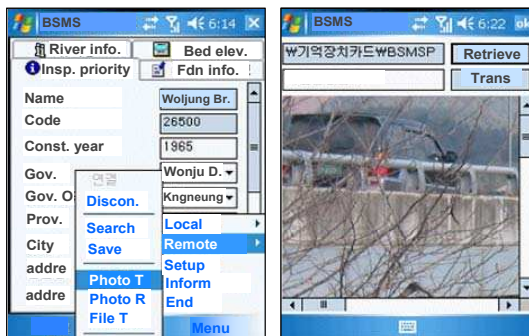 BSMS 6:14
River info. Bed elev.
Insp. priority Fdn info.
Name Woljung Br.
Code 26500
Const. year 1965
Gov. Wonju D.
Gov. O Kngneung
Prov.
City
addre
addre
연결
Discon.
Search
Save
Photo T
Photo R
File T
Local
Remote
Setup
Inform
End
Menu
BSMS 6:22 ok
₩기억장치카드₩BSMSP Retrieve
Trans